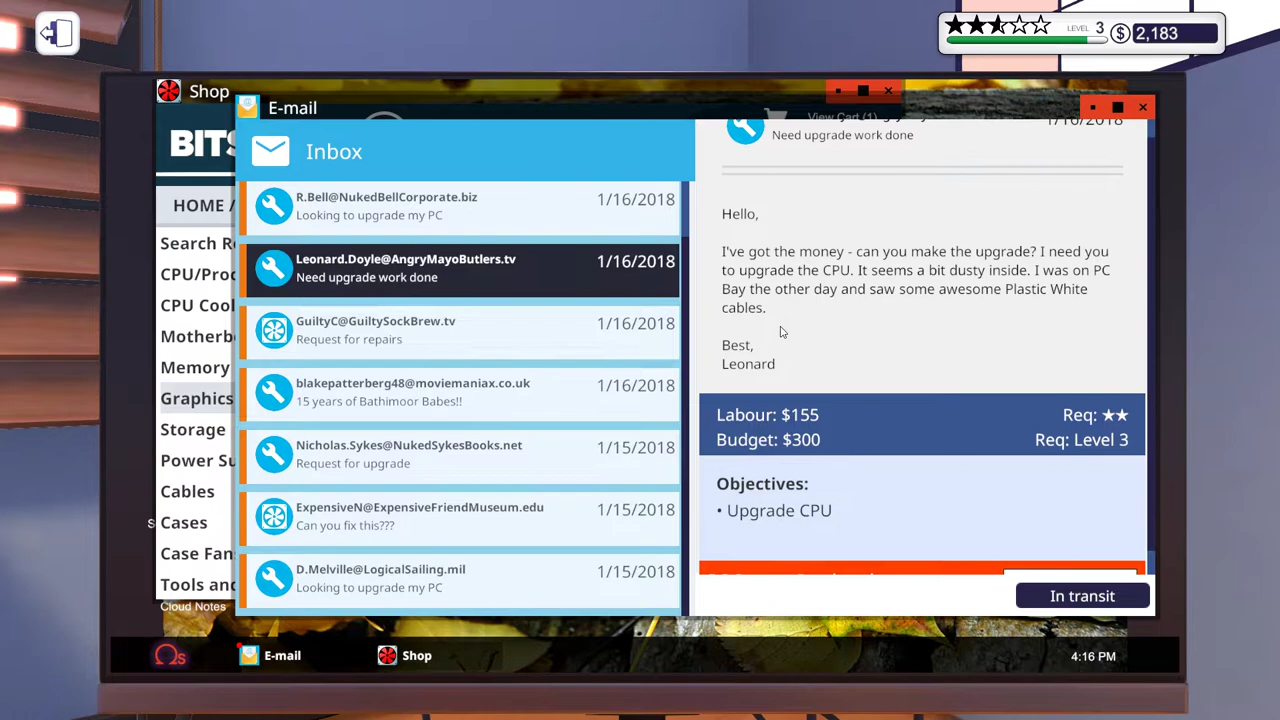 LEVEL 3
$ 2,183
Shop
E-mail
BITS
View Cart (1)
Inbox
1/16/2018
Need upgrade work done
R.Bell@NukedBellCorporate.biz
1/16/2018
Looking to upgrade my PC
Leonard.Doyle@AngryMayoButlers.tv
1/16/2018
Need upgrade work done
GuiltyC@GuiltySockBrew.tv
1/16/2018
Request for repairs
blakepatterberg48@moviemaniax.co.uk
1/16/2018
15 years of Bathimoor Babes!!
Nicholas.Sykes@NukedSykesBooks.net
1/15/2018
Request for upgrade
ExpensiveN@ExpensiveFriendMuseum.edu
1/15/2018
Can you fix this???
D.Melville@LogicalSailing.mil
1/15/2018
Looking to upgrade my PC
HOME /
Search Re
CPU/Proc
CPU Cool
Motherb
Memory
Graphics
Storage
Power Su
Cables
Cases
Case Fan
Tools and
Cloud Notes
Hello,
I've got the money - can you make the upgrade? I need you
to upgrade the CPU. It seems a bit dusty inside. I was on PC
Bay the other day and saw some awesome Plastic White
cables.
Best,
Leonard
Labour: $155
Req: ★★
Budget: $300
Req: Level 3
Objectives:
• Upgrade CPU
In transit
Ωs
E-mail
Shop
4:16 PM